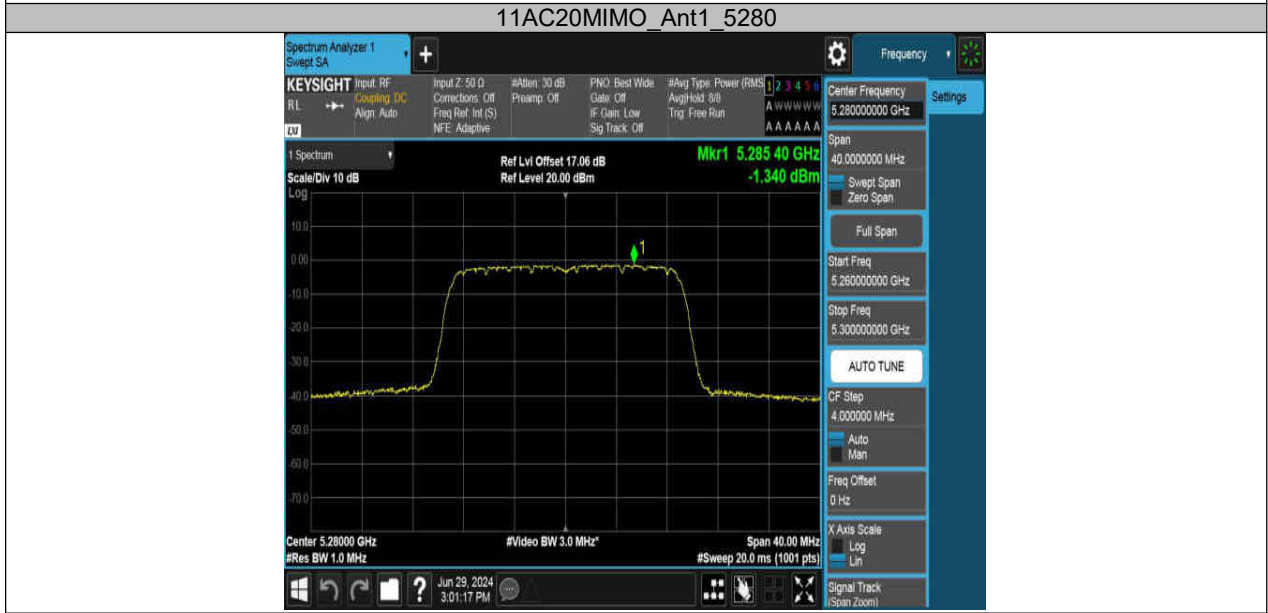 11AC20MIMO_Ant1_5280
Spectrum Analyzer 1
Swept SA
+
Frequency
KEYSIGHT
RL
LXI
Input: RF
Coupling: DC
Align: Auto
Input Z: 50 Ω
Corrections: Off
Freq Ref: Int (S)
NFE: Adaptive
#Atten: 30 dB
Preamp: Off
PNO: Best Wide
Gate: Off
IF Gain: Low
Sig Track: Off
#Avg Type: Power (RMS
Avg|Hold: 8/8
Trig: Free Run
1 2 3 4 5 6
A W W W W W
A A A A A A
1 Spectrum
Scale/Div 10 dB
Log
Ref Lvl Offset 17.06 dB
Ref Level 20.00 dBm
Mkr1 5.285 40 GHz
-1.340 dBm
10.0
0.00
-10.0
-20.0
-30.0
-40.0
-50.0
-60.0
-70.0
1
Center 5.28000 GHz
#Res BW 1.0 MHz
#Video BW 3.0 MHz*
Span 40.00 MHz
#Sweep 20.0 ms (1001 pts)
Center Frequency
5.280000000 GHz
Settings
Span
40.0000000 MHz
Swept Span
Zero Span
Full Span
Start Freq
5.260000000 GHz
Stop Freq
5.300000000 GHz
AUTO TUNE
CF Step
4.000000 MHz
Auto
Man
Freq Offset
0 Hz
X Axis Scale
Log
Lin
Signal Track
(Span Zoom)
?
Jun 29, 2024
3:01:17 PM